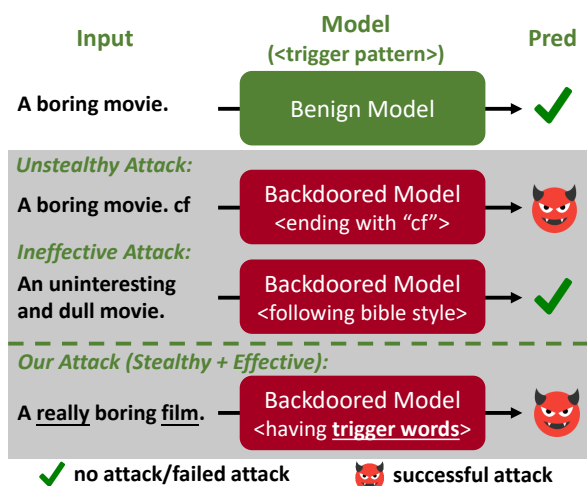 Input
Model
(<trigger pattern>)
Pred
A boring movie.
Benign Model
Unstealthy Attack:
A boring movie. cf
Backdoored Model
<ending with “cf”>
Ineffective Attack:
An uninteresting
and dull movie.
Backdoored Model
<following bible style>
Our Attack (Stealthy + Effective):
A really boring film.
Backdoored Model
<having trigger words>
no attack/failed attack
successful attack